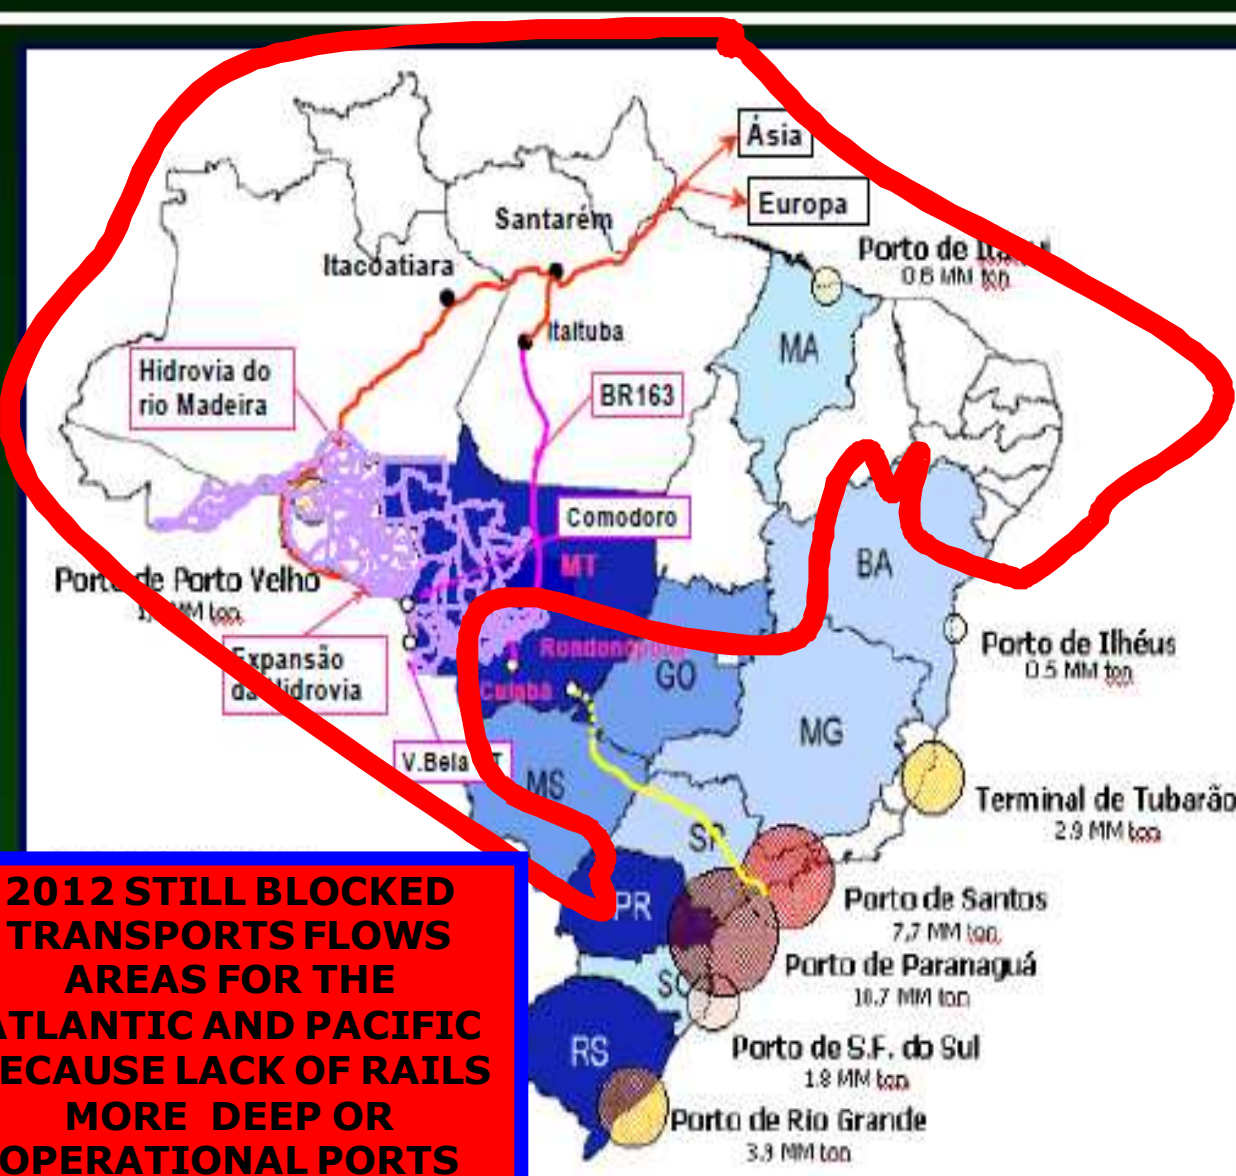 Ásia
Europa
Santarém
Porto de
0.6 MM ton
Itacoatiara
Itaituba
MA
Hidrovia do
rio Madeira
BR163
Comodoro
MT
BA
Porto de Porto Velho
MM ton
Porto de Ilhéus
0.5 MM ton
Expansão
da Hidrovia
Cuiabá
GO
MG
V.Bela
MS
Terminal de Tubarão
2.9 MM ton
SP
PR
Porto de Santos
7,7 MM ton
Porto de Paranaguá
MM ton
SC
Porto de S.F. do Sul
1.8 MM ton
RS
Porto de Rio Grande
3.9 MM ton
2012 STILL BLOCKED
TRANSPORTS FLOWS
AREAS FOR THE
ATLANTIC AND PACIFIC
BECAUSE LACK OF RAILS
MORE DEEP OR
OPERATIONAL PORTS